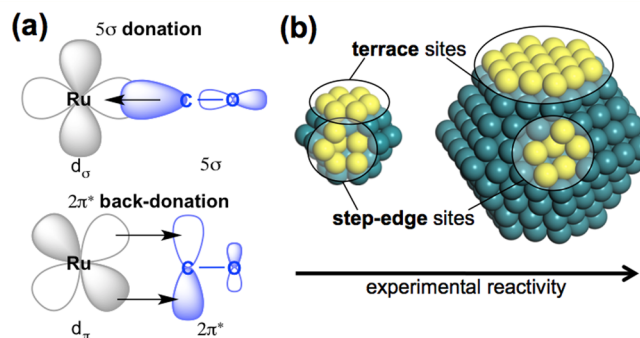 (a)
5σ donation
Ru
C
O
dσ
5σ
2π* back-donation
Ru
C
O
dπ
2π*
(b)
terrace sites
step-edge sites
experimental reactivity